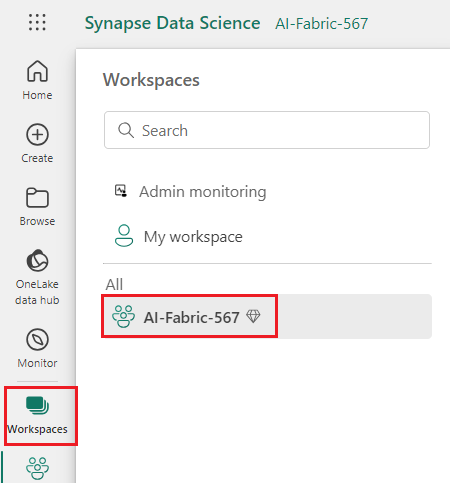 Synapse Data Science AI-Fabric-567
Home
Create
Browse
OneLake
data hub
Monitor
Workspaces
Workspaces
Search
Admin monitoring
My workspace
All
AI-Fabric-567